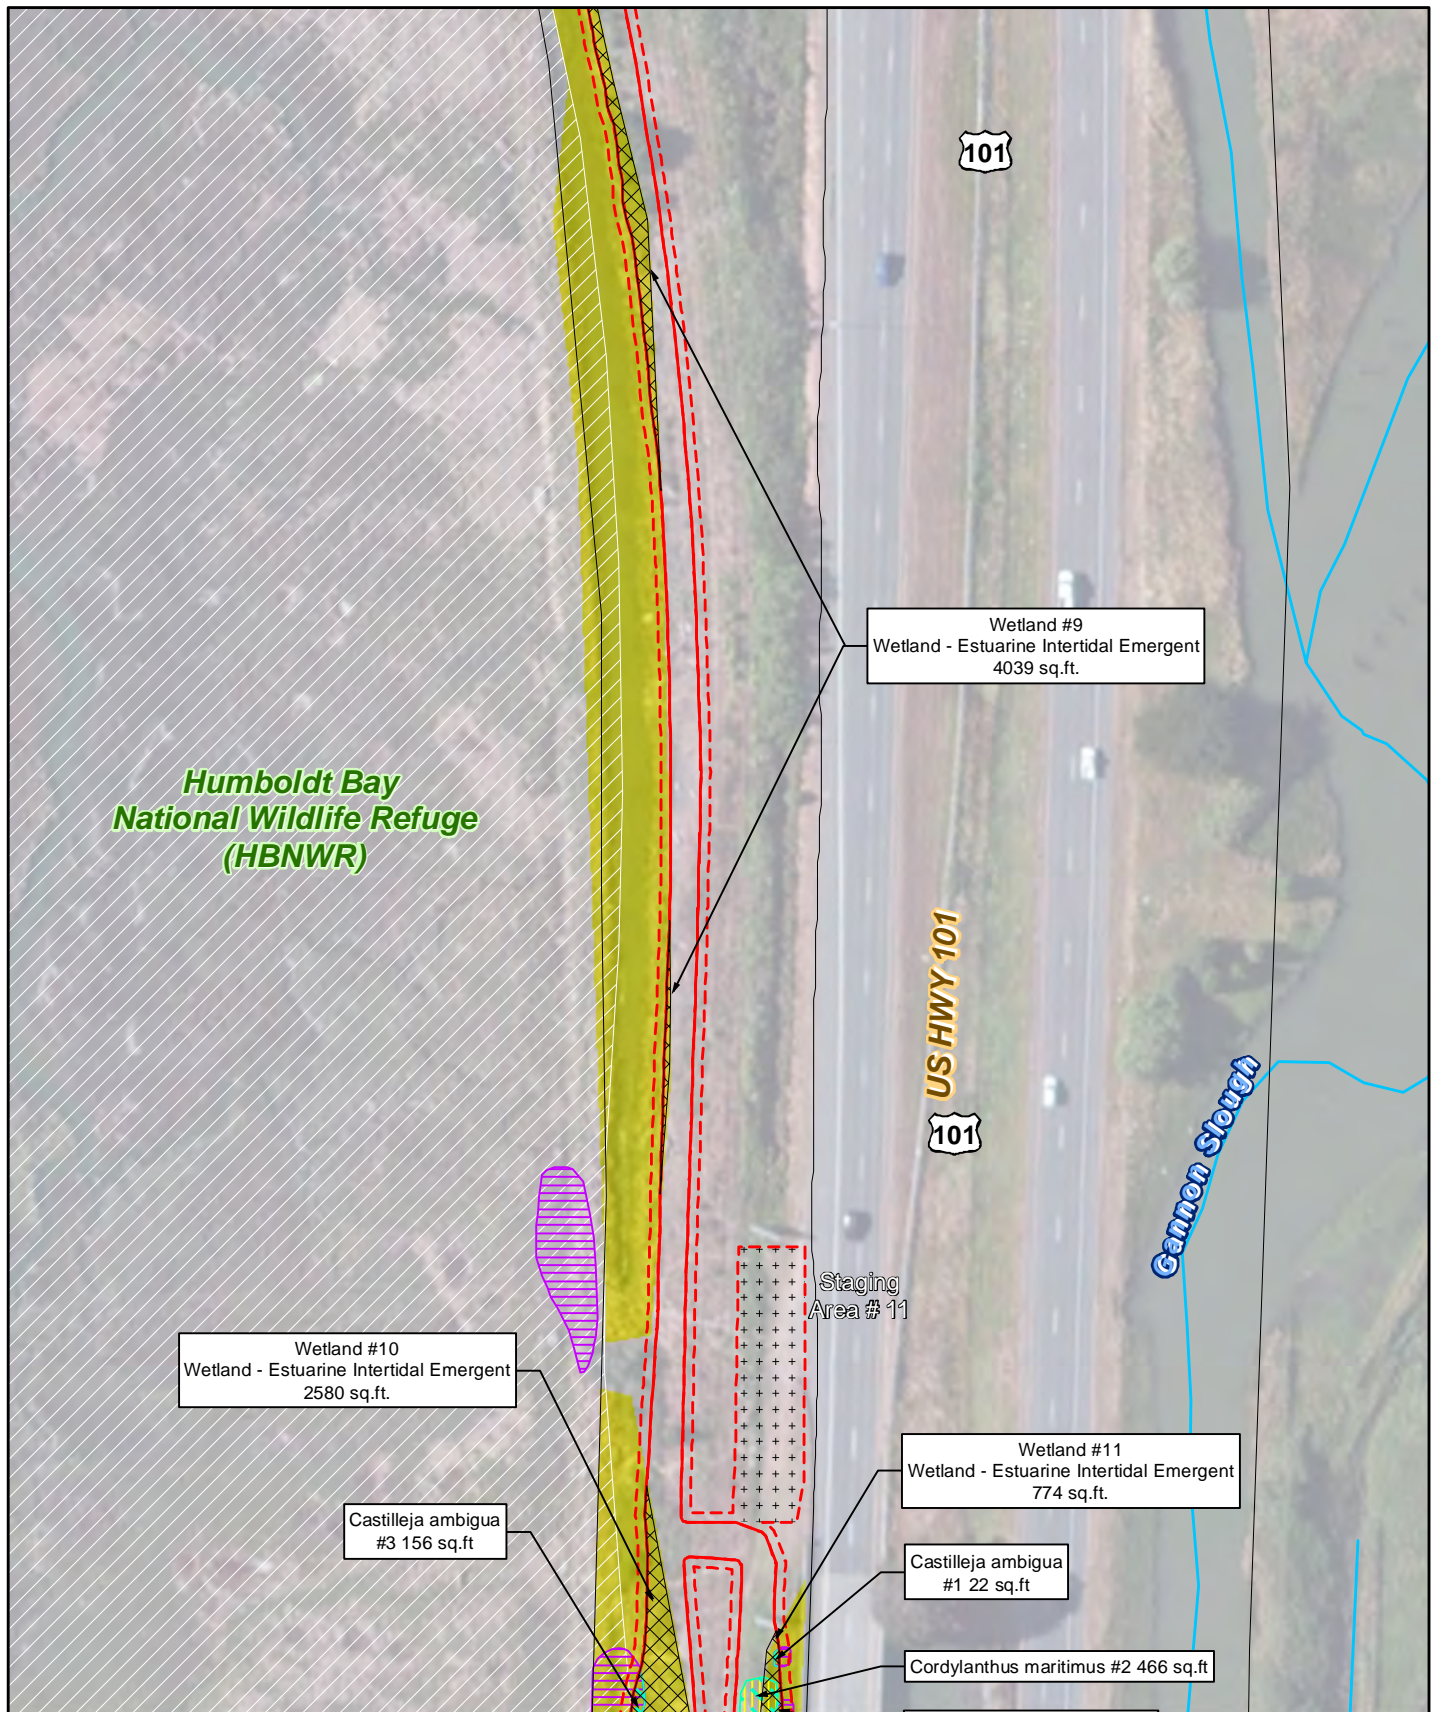 101
Wetland #9
Wetland - Estuarine Intertidal Emergent
4039 sq.ft.
Humboldt Bay
National Wildlife Refuge
(HBNWR)
US HWY 101
101
Gannon Slough
Staging
Area # 11
Wetland #10
Wetland - Estuarine Intertidal Emergent
2580 sq.ft.
Wetland #11
Wetland - Estuarine Intertidal Emergent
774 sq.ft.
Castilleja ambigua
#3 156 sq.ft
Castilleja ambigua
#1 22 sq.ft
Cordylanthus maritimus #2 466 sq.ft